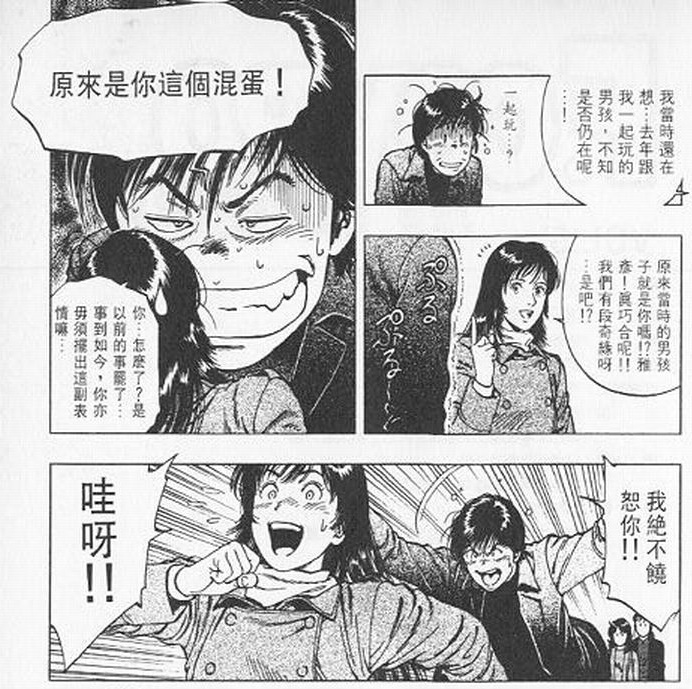 我當時還在
想…去年跟
我一起玩的
男孩，不知
是否仍在呢
…！
一起玩…？
原來當時的男孩
子就是你嗎!?雅
彥！眞巧合呢!!
我們有段奇緣呀
…是吧!?
ぷる
ぷる〜
原來是你這個混蛋！
你…怎麽了？是
以前的事罷了…
事到如今，你亦
毋須擺出這副表
情嘛…
我絕不饒
恕你!!
哇呀!!